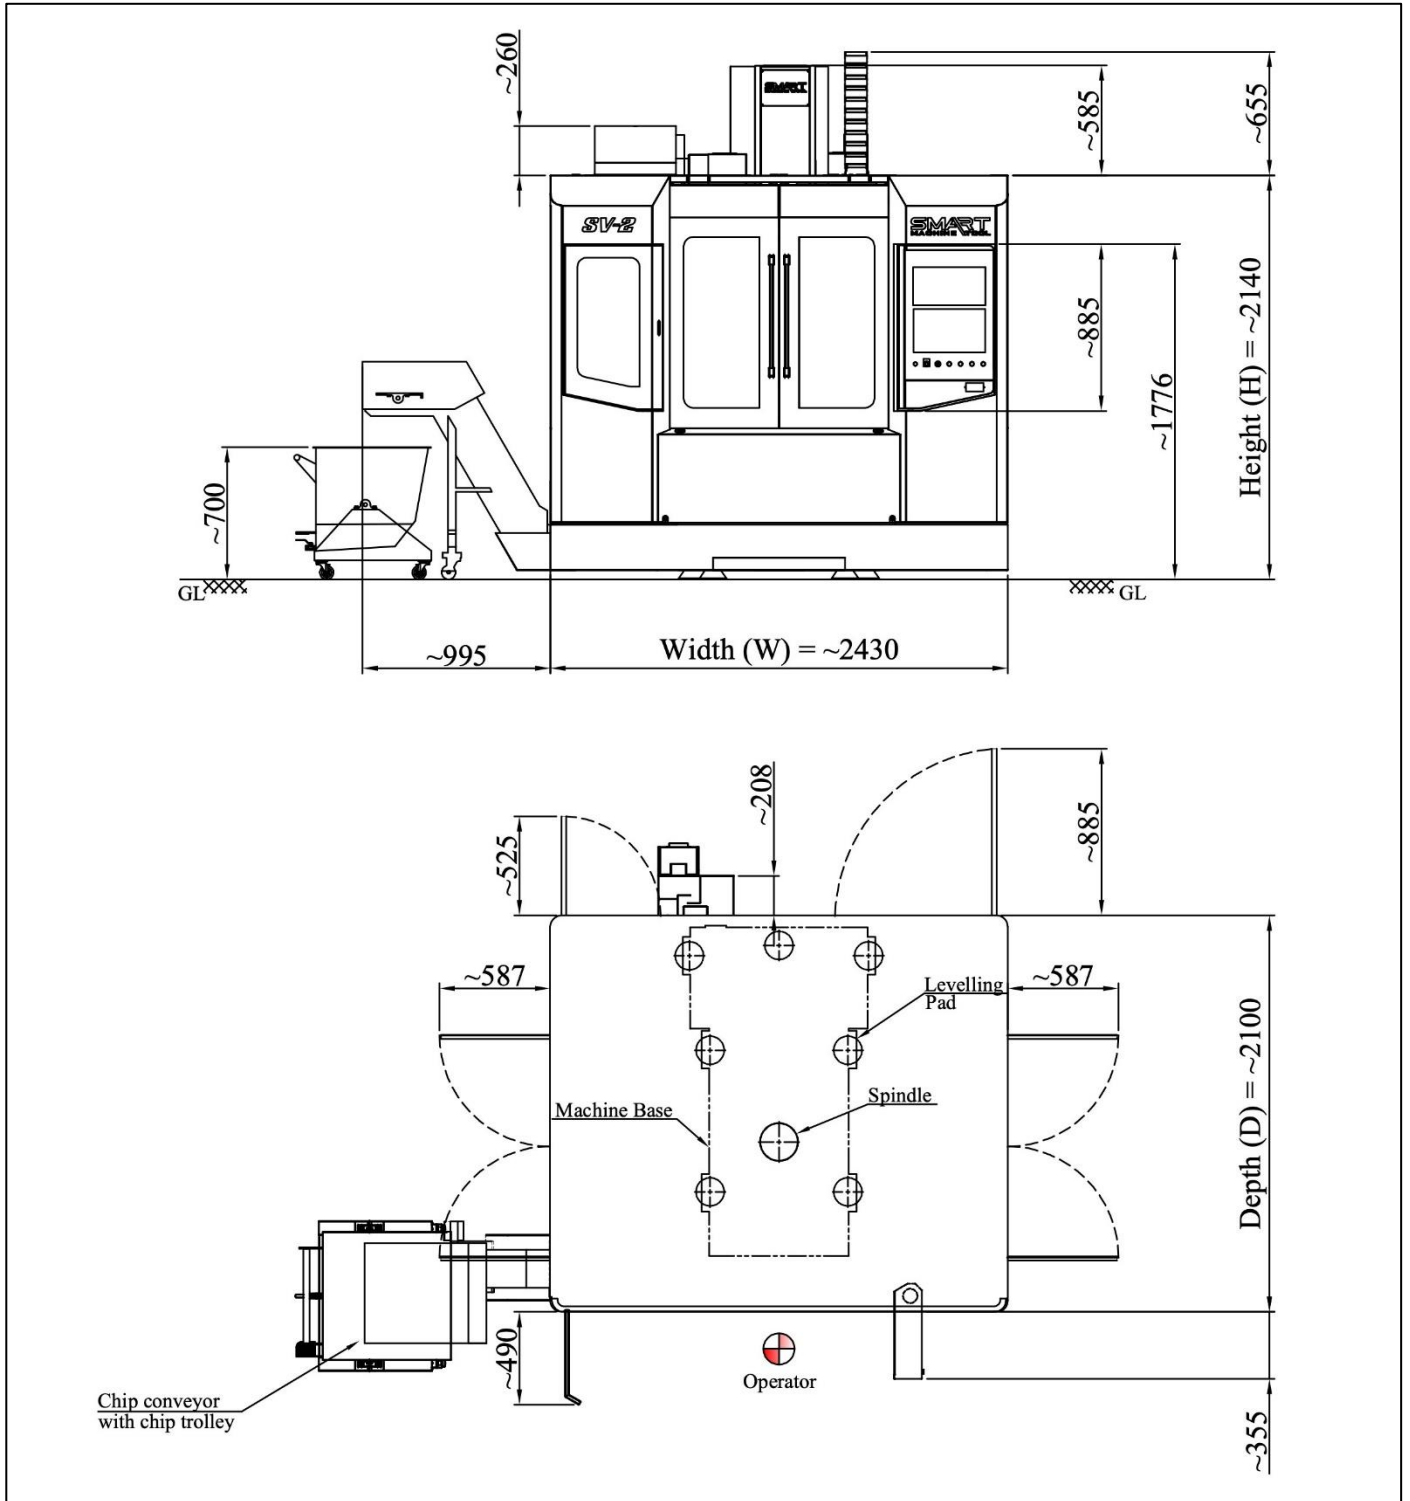 ~260
~585
~655
SMART
SV-2
SMART
MACHINE TOOL
~885
~1776
Height (H) = ~2140
~700
GL
GL
~995
Width (W) = ~2430
~208
~525
~885
~587
~587
Levelling
Pad
Spindle
Machine Base
Depth (D) = ~2100
~490
Operator
Chip conveyor
with chip trolley
~355